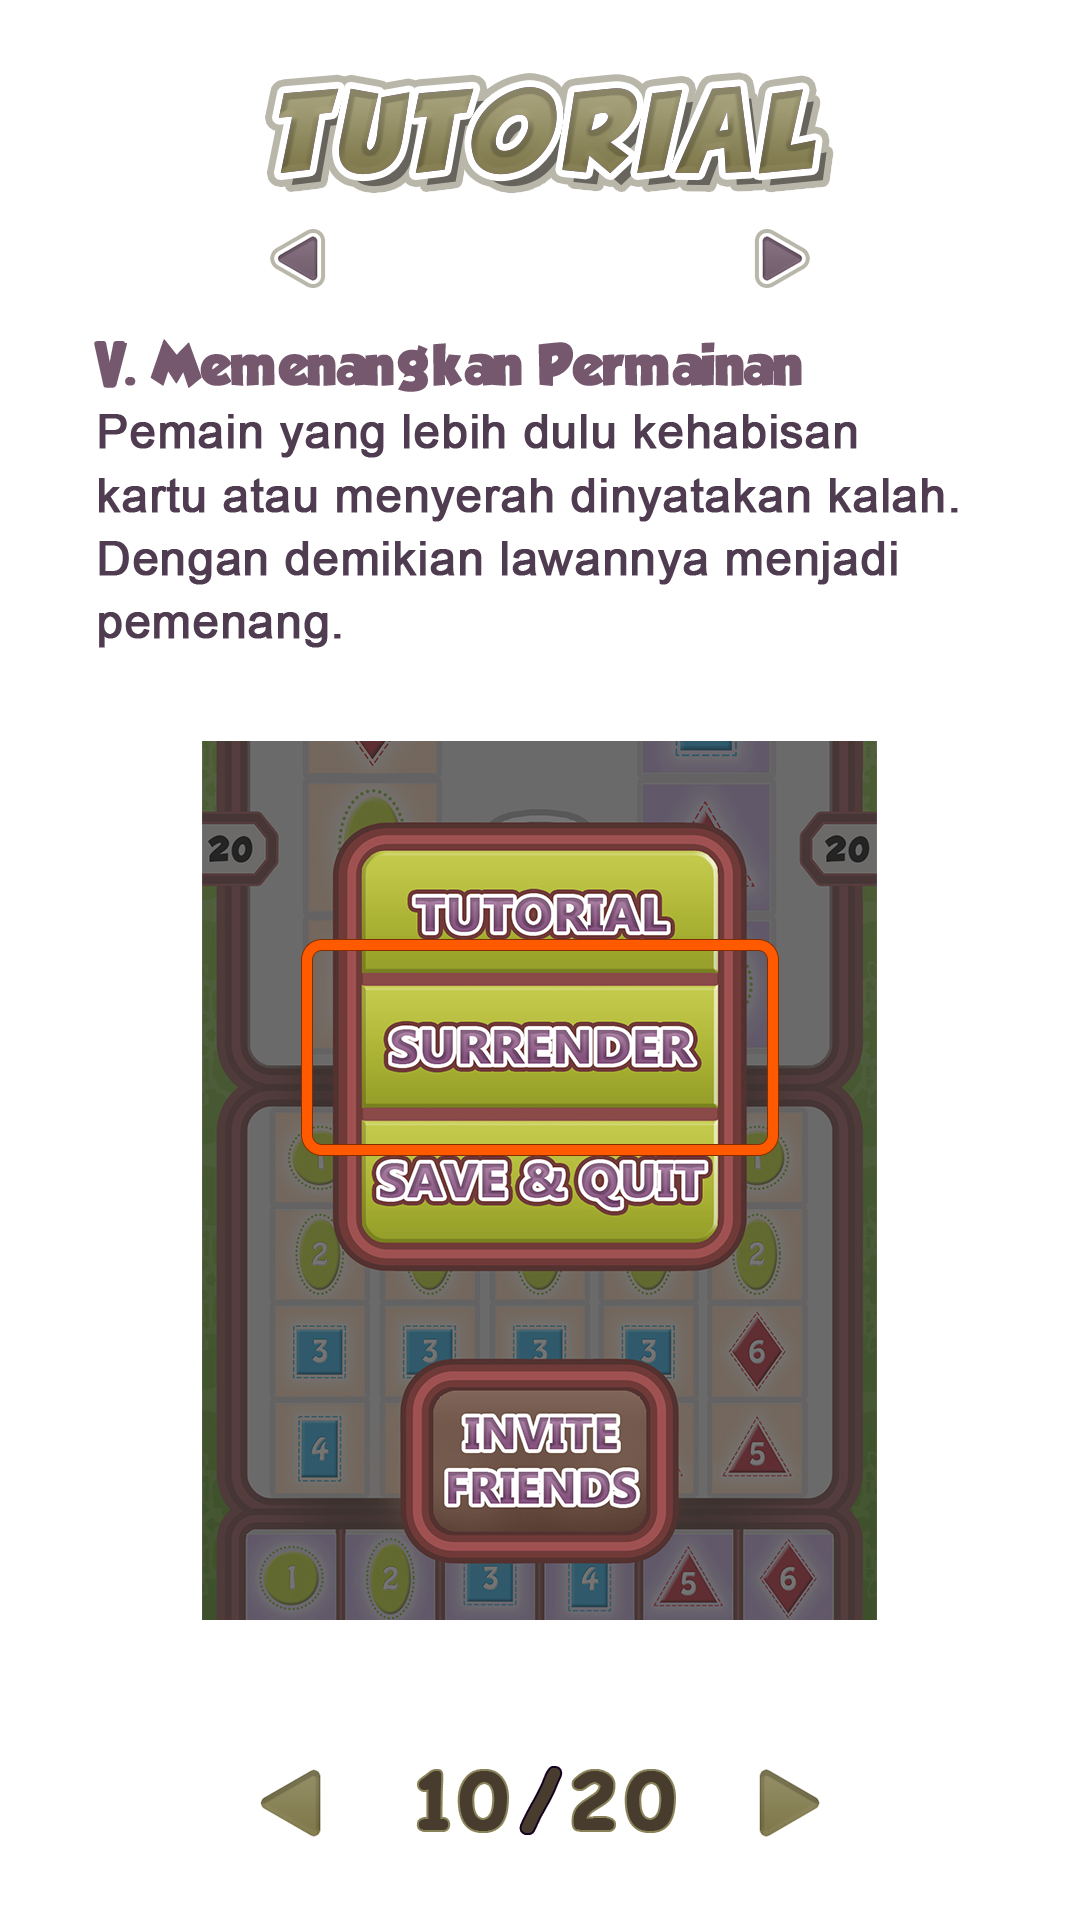 TUTORIAL
V. Memenangkan Permainan
Pemain yang lebih dulu kehabisan
kartu atau menyerah dinyatakan kalah.
Dengan demikian lawannya menjadi
pemenang.
20 20
TUTORIAL
SURRENDER
1 1
SAVE & QUIT
2 2
3 3 3 3 6
4 5
INVITE
FRIENDS
1 2 3 4 5 6
10/20